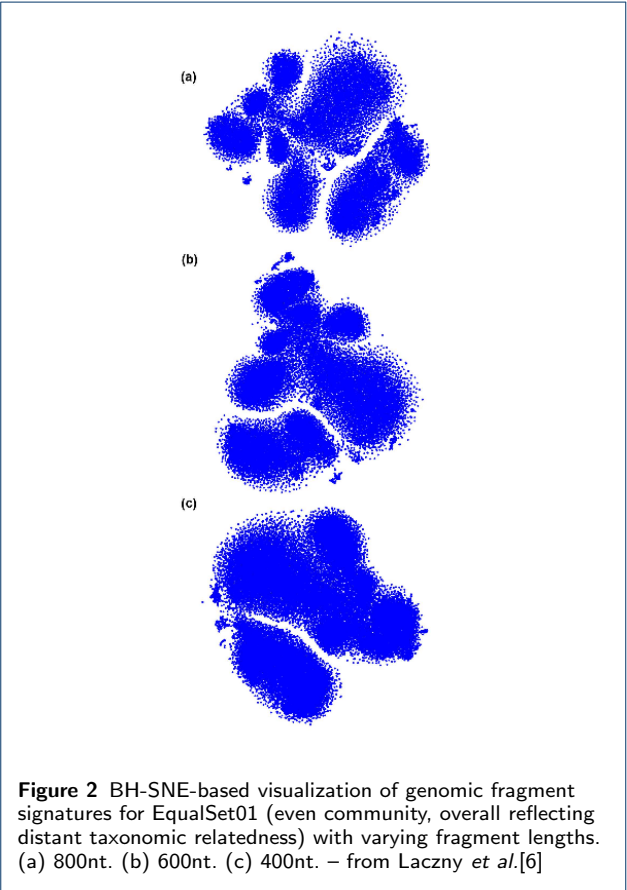 (a)
(b)
(c)
Figure 2 BH-SNE-based visualization of genomic fragment
signatures for EqualSet01 (even community, overall reflecting
distant taxonomic relatedness) with varying fragment lengths.
(a) 800nt. (b) 600nt. (c) 400nt. – from Laczny et al.[6]